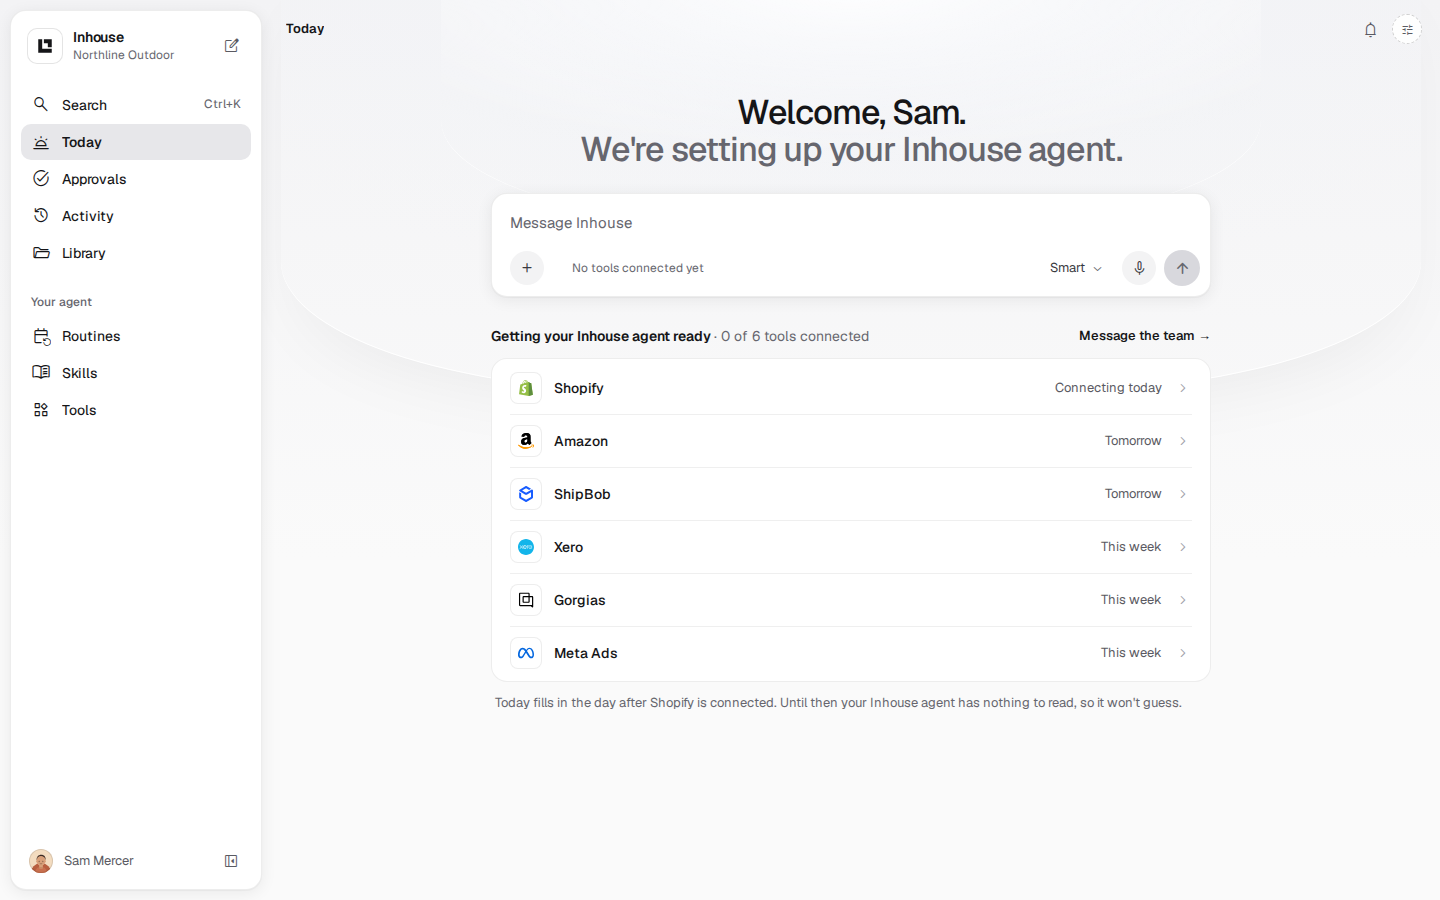 Inhouse
Northline Outdoor
Search Ctrl+K
Today
Approvals
Activity
Library
Your agent
Routines
Skills
Tools
Sam Mercer
Today
Welcome, Sam.
We're setting up your Inhouse agent.
Message Inhouse
No tools connected yet Smart
Getting your Inhouse agent ready · 0 of 6 tools connected Message the team →
Shopify Connecting today
Amazon Tomorrow
ShipBob Tomorrow
xero Xero This week
Gorgias This week
Meta Ads This week
Today fills in the day after Shopify is connected. Until then your Inhouse agent has nothing to read, so it won't guess.